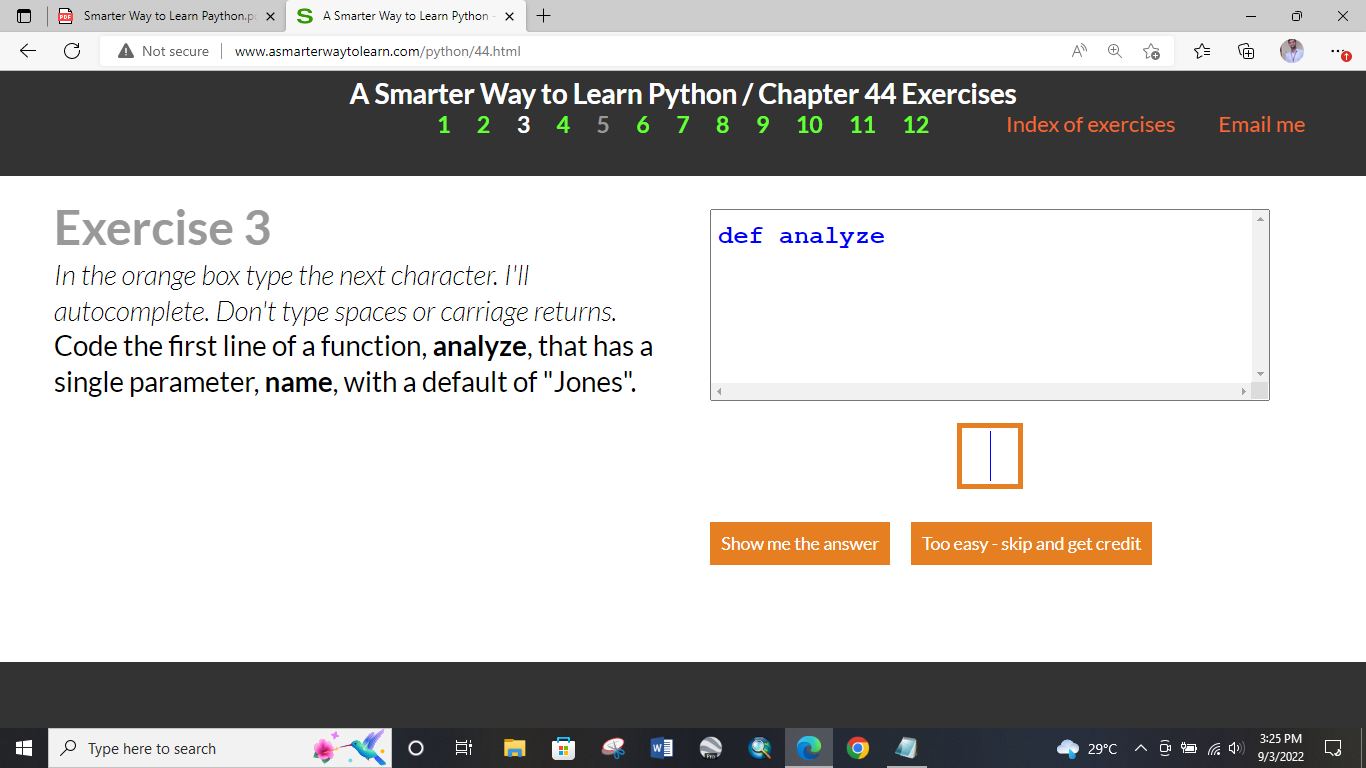 Smarter Way to Learn Paython.p
A Smarter Way to Learn Python -
Not secure
www.asmarterwaytolearn.com/python/44.html
A Smarter Way to Learn Python / Chapter 44 Exercises
1 2 3 4 5 6 7 8 9 10 11 12
Index of exercises
Email me
Exercise 3
In the orange box type the next character. I'll
autocomplete. Don't type spaces or carriage returns.
Code the first line of a function, analyze, that has a
single parameter, name, with a default of "Jones".
def analyze
Show me the answer
Too easy - skip and get credit
Type here to search
29°C
3:25 PM
9/3/2022